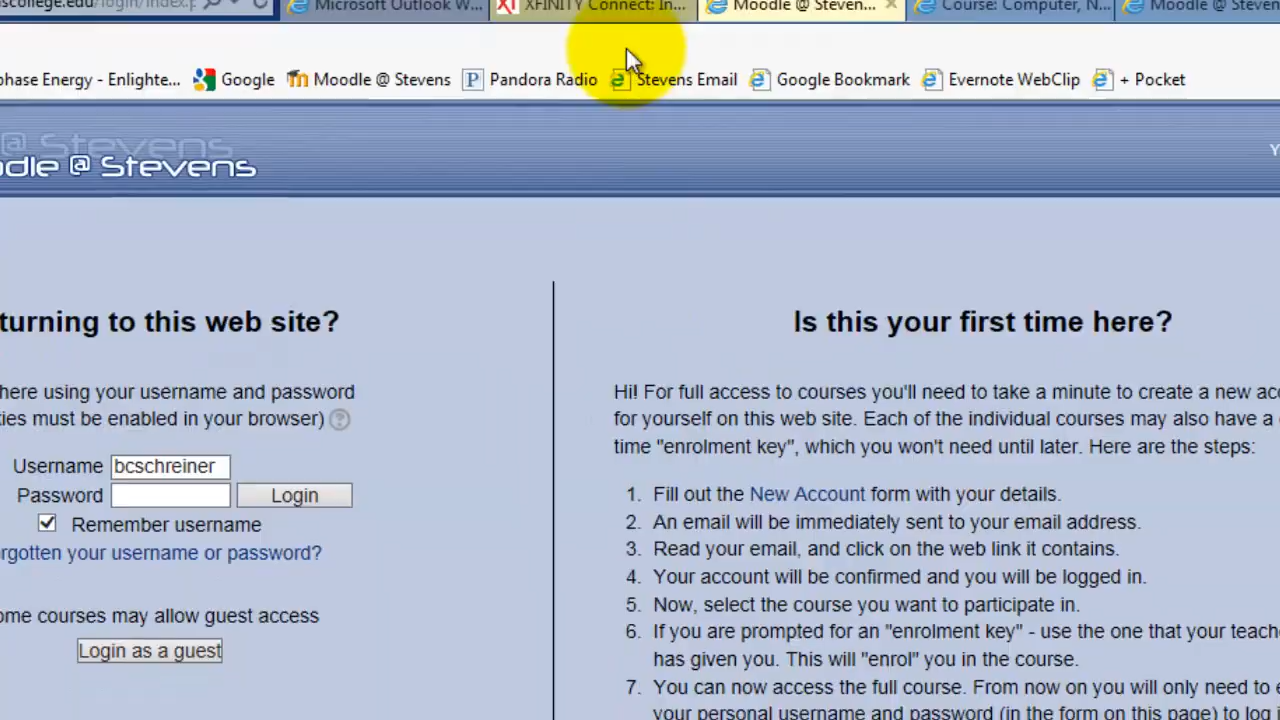 scollege.edu/login/index.p
Microsoft Outlook W...
XFINITY Connect: In...
Moodle @ Steven...
Course: Computer, N...
Moodle @ Steven
phase Energy - Enlighte...
Google
Moodle @ Stevens
Pandora Radio
Stevens Email
Google Bookmark
Evernote WebClip
+ Pocket
@ Stevens
odle @ Stevens
Y
turning to this web site?
here using your username and password
ies must be enabled in your browser)
Username bcschreiner
Password Login
Remember username
rgotten your username or password?
ome courses may allow guest access
Login as a guest
Is this your first time here?
Hi! For full access to courses you'll need to take a minute to create a new acc
for yourself on this web site. Each of the individual courses may also have a
time "enrolment key", which you won't need until later. Here are the steps:
1. Fill out the New Account form with your details.
2. An email will be immediately sent to your email address.
3. Read your email, and click on the web link it contains.
4. Your account will be confirmed and you will be logged in.
5. Now, select the course you want to participate in.
6. If you are prompted for an "enrolment key" - use the one that your teache
has given you. This will "enrol" you in the course.
7. You can now access the full course. From now on you will only need to e
your personal username and password (in the form on this page) to log i